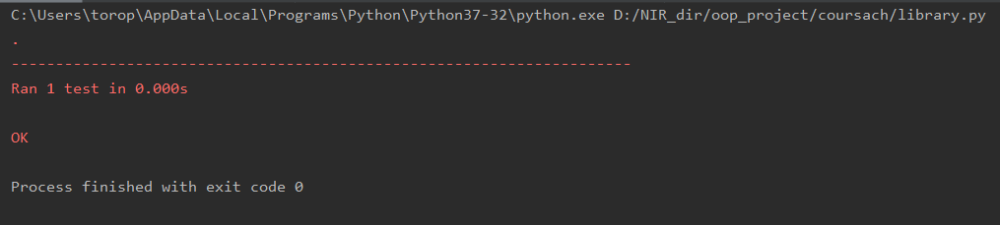 C:\Users\torop\AppData\Local\Programs\Python\Python37-32\python.exe D:/NIR_dir/oop_project/coursach/library.py
.
----------------------------------------------------------------------
Ran 1 test in 0.000s
OK
Process finished with exit code 0